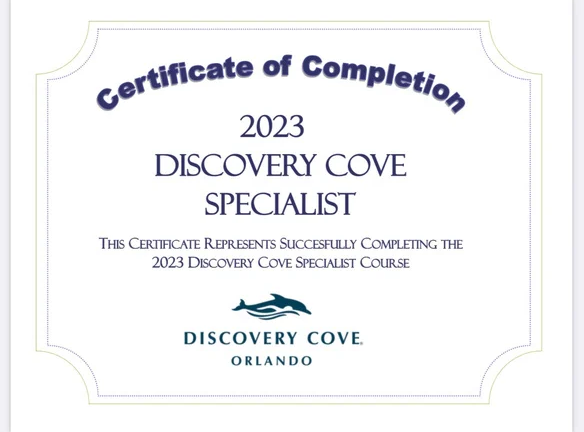 Certificate of Completion
2023
DISCOVERY COVE
SPECIALIST
THIS CERTIFICATE REPRESENTS SUCCESFULLY COMPLETING THE
2023 DISCOVERY COVE SPECIALIST COURSE
DISCOVERY COVE®
ORLANDO